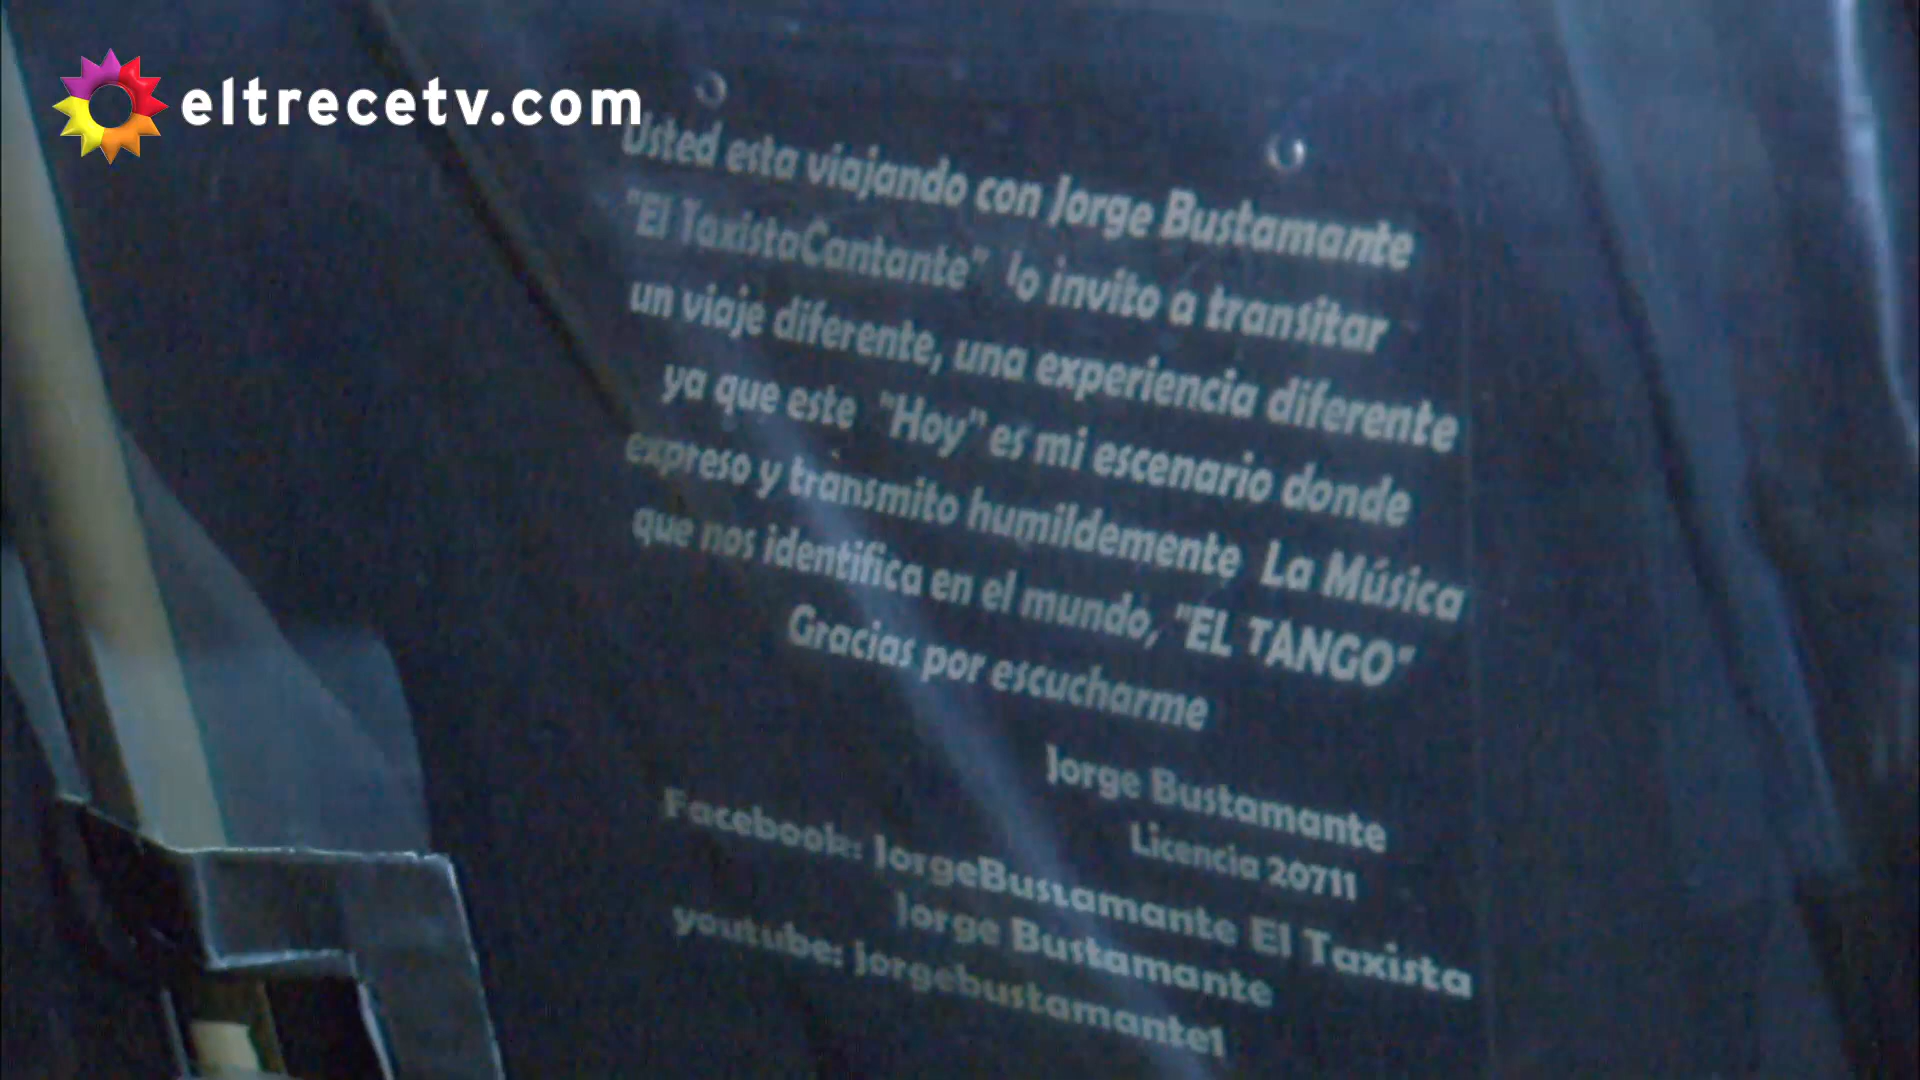 eltrecetv.com
Usted esta viajando con Jorge Bustamante
"El TaxistaCantante" lo invito a transitar
un viaje diferente, una experiencia diferente
ya que este "Hoy" es mi escenario donde
expreso y transmito humildemente La Música
que nos identifica en el mundo, "EL TANGO"
Gracias por escucharme
Jorge Bustamante
Licencia 20711
Facebook: JorgeBustamante El Taxista
Jorge Bustamante
youtube: jorgebustamante1